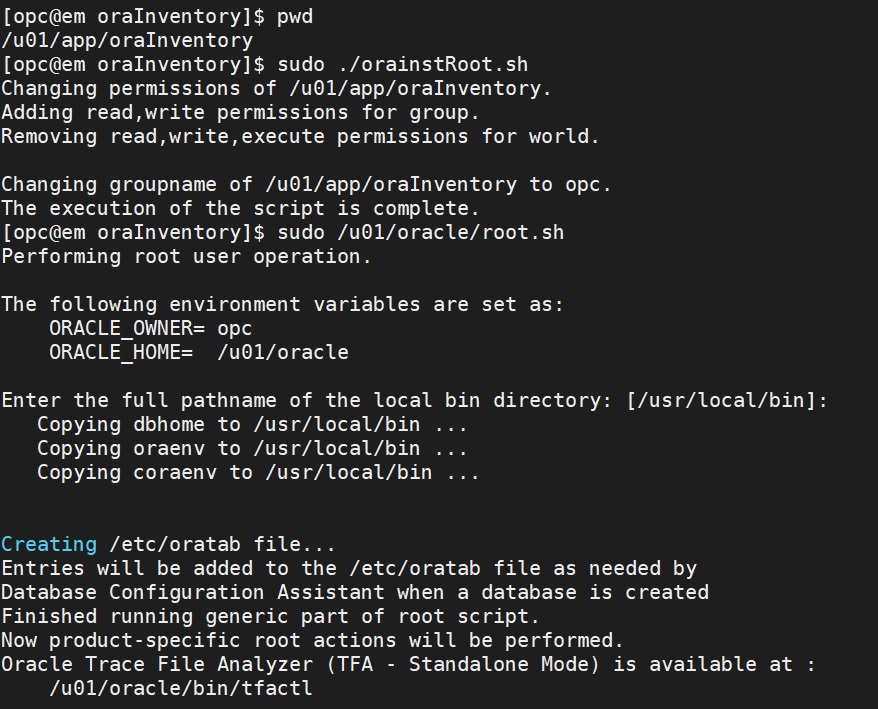 [opc@em oraInventory]$ pwd
/u01/app/oraInventory
[opc@em oraInventory]$ sudo ./orainstRoot.sh
Changing permissions of /u01/app/oraInventory.
Adding read,write permissions for group.
Removing read,write,execute permissions for world.

Changing groupname of /u01/app/oraInventory to opc.
The execution of the script is complete.
[opc@em oraInventory]$ sudo /u01/oracle/root.sh
Performing root user operation.

The following environment variables are set as:
    ORACLE_OWNER= opc
    ORACLE_HOME=  /u01/oracle

Enter the full pathname of the local bin directory: [/usr/local/bin]:
   Copying dbhome to /usr/local/bin ...
   Copying oraenv to /usr/local/bin ...
   Copying coraenv to /usr/local/bin ...


Creating /etc/oratab file...
Entries will be added to the /etc/oratab file as needed by
Database Configuration Assistant when a database is created
Finished running generic part of root script.
Now product-specific root actions will be performed.
Oracle Trace File Analyzer (TFA - Standalone Mode) is available at :
    /u01/oracle/bin/tfactl